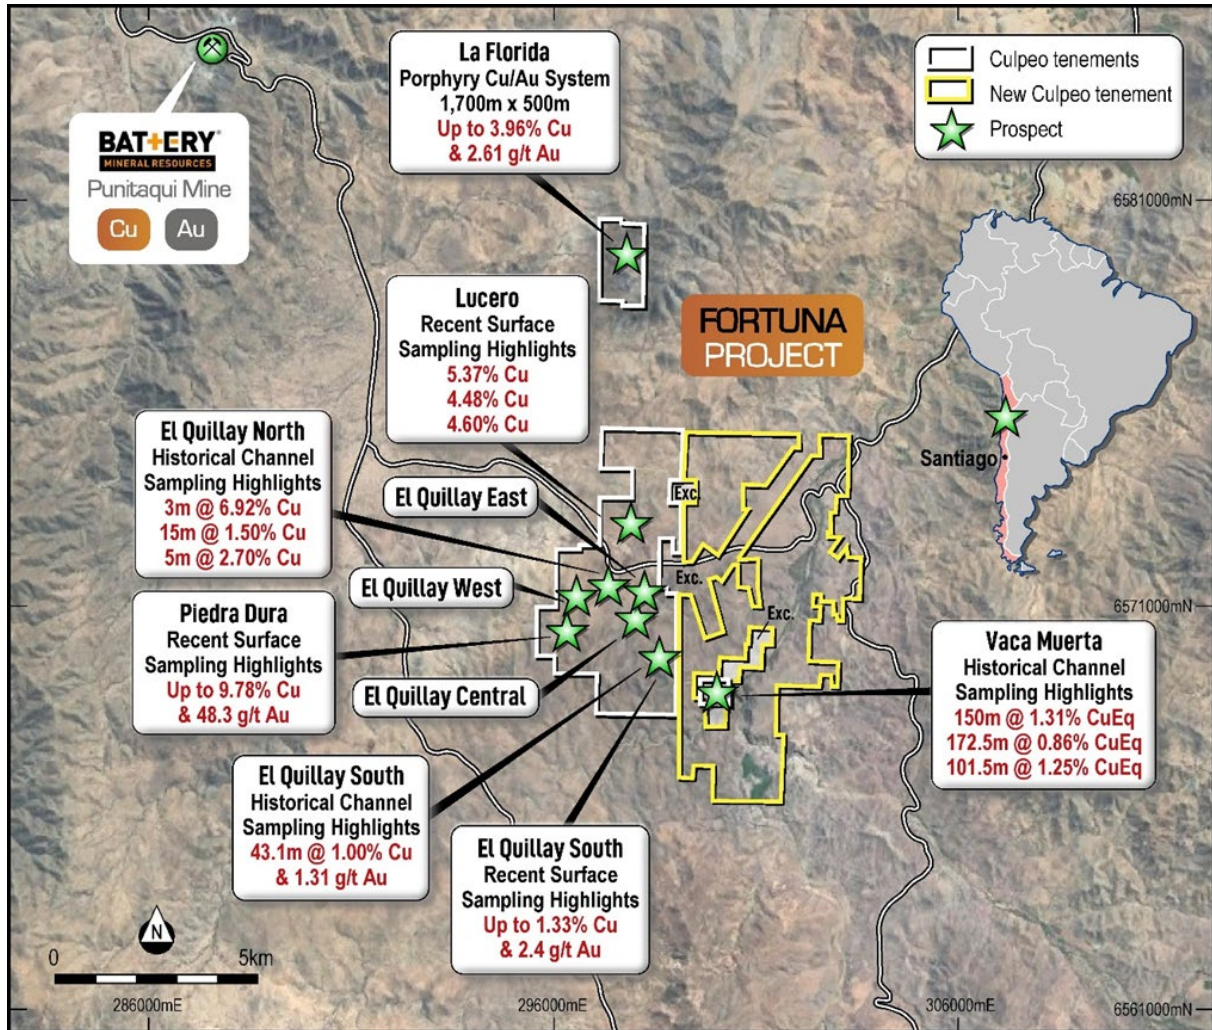 La Florida
Porphyry Cu/Au System
1,700m x 500m
Up to 3.96% Cu
& 2.61 g/t Au
Culpeo tenements
New Culpeo tenement
Prospect
BATTERY
MINERAL RESOURCES
Punitaqui Mine
Cu
Au
6581000mN
Lucero
Recent Surface
Sampling Highlights
5.37% Cu
4.48% Cu
4.60% Cu
FORTUNA
PROJECT
Santiago
El Quillay North
Historical Channel
Sampling Highlights
3m @ 6.92% Cu
15m @ 1.50% Cu
5m @ 2.70% Cu
El Quillay East
Exc.
El Quillay West
Exc.
Exc.
6571000mN
Piedra Dura
Recent Surface
Sampling Highlights
Up to 9.78% Cu
& 48.3 g/t Au
El Quillay Central
Vaca Muerta
Historical Channel
Sampling Highlights
150m @ 1.31% CuEq
172.5m @ 0.86% CuEq
101.5m @ 1.25% CuEq
El Quillay South
Historical Channel
Sampling Highlights
43.1m @ 1.00% Cu
& 1.31 g/t Au
El Quillay South
Recent Surface
Sampling Highlights
Up to 1.33% Cu
& 2.4 g/t Au
N
0
5km
286000mE
296000mE
306000mE
6561000mN